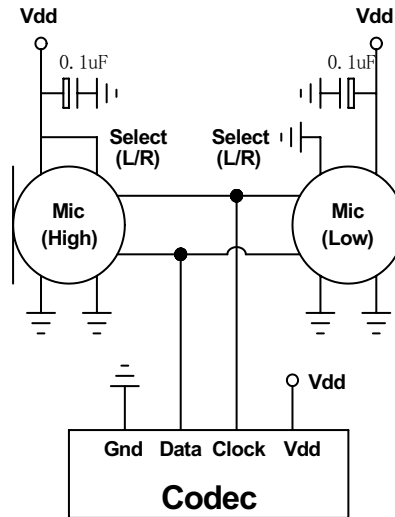 Vdd
Vdd
0.1uF
0.1uF
Select
(L/R)
Select
(L/R)
Mic
(High)
Mic
(Low)
Vdd
Gnd Data Clock Vdd
Codec